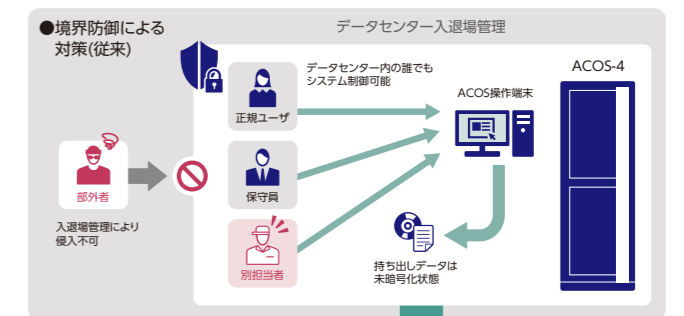 ●境界防御による
対策(従来)
データセンター入退場管理
データセンター内の誰でも
システム制御可能
ACOS-4
ACOS操作端末
正規ユーザ
部外者
保守員
入退場管理により
侵入不可
別担当者
持ち出しデータは
未暗号化状態